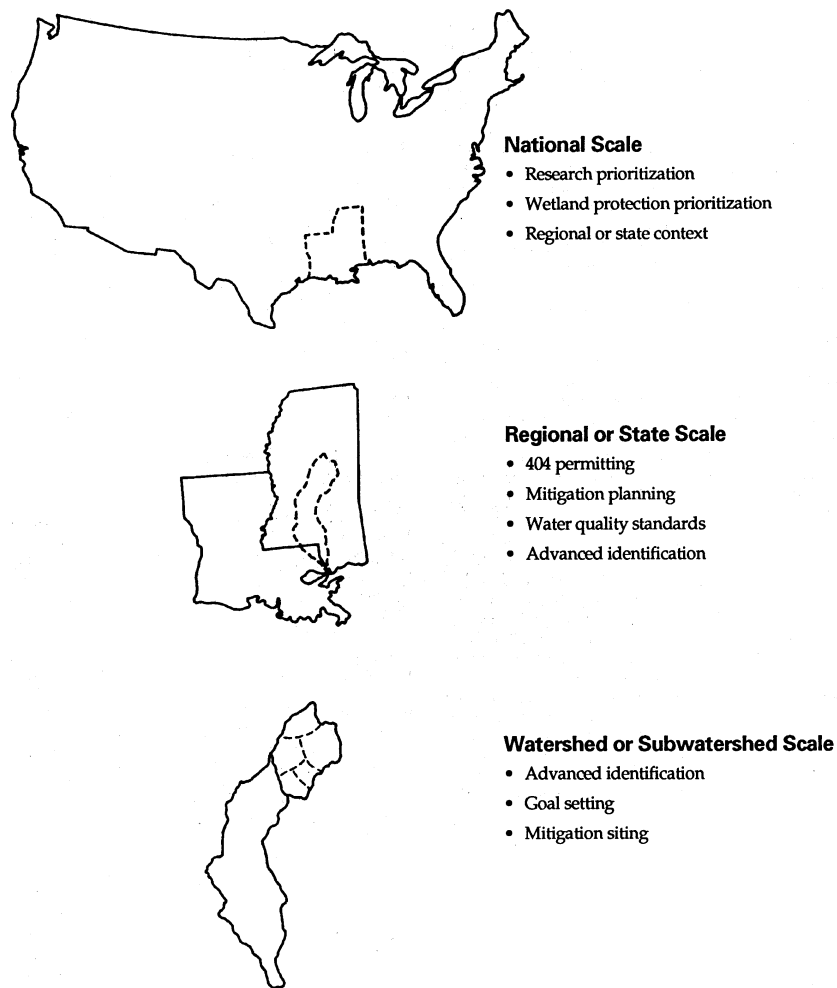 National Scale
• Research prioritization
• Wetland protection prioritization
• Regional or state context
Regional or State Scale
• 404 permitting
• Mitigation planning
• Water quality standards
• Advanced identification
Watershed or Subwatershed Scale
• Advanced identification
• Goal setting
• Mitigation siting